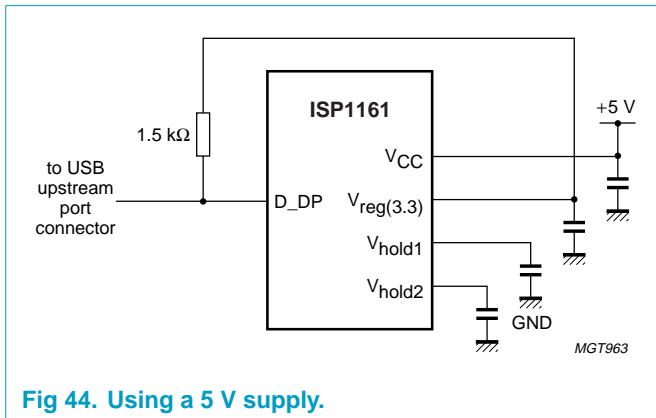 ISP1161
+5 V
1.5 kΩ
VCC
to USB
upstream
port
connector
D_DP
Vreg(3.3)
Vhold1
Vhold2
GND
MGT963
Fig 44. Using a 5 V supply.